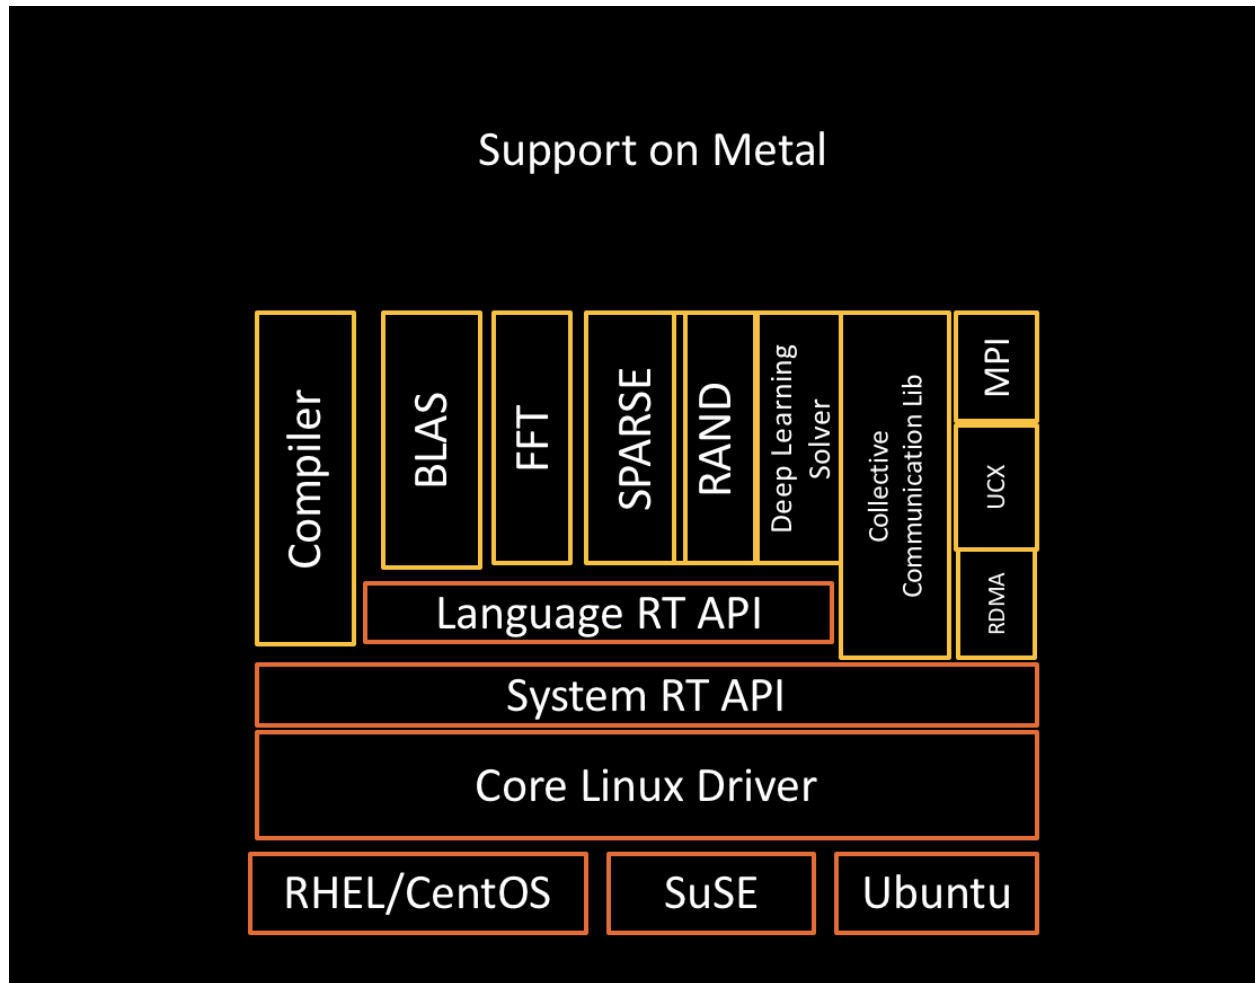 Support on Metal
Compiler
BLAS
FFT
SPARSE
RAND
Deep Learning
Solver
Collective
Communication Lib
MPI
UCX
RDMA
Language RT API
System RT API
Core Linux Driver
RHEL/CentOS
SuSE
Ubuntu